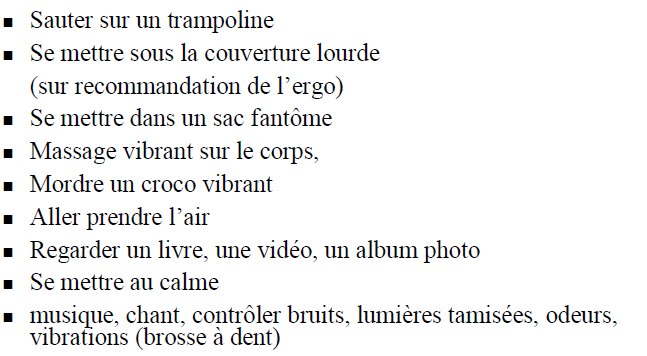 ▪ Sauter sur un trampoline
▪ Se mettre sous la couverture lourde
(sur recommandation de l’ergo)
▪ Se mettre dans un sac fantôme
▪ Massage vibrant sur le corps,
▪ Mordre un croco vibrant
▪ Aller prendre l’air
▪ Regarder un livre, une vidéo, un album photo
▪ Se mettre au calme
▪ musique, chant, contrôler bruits, lumières tamisées, odeurs,
vibrations (brosse à dent)